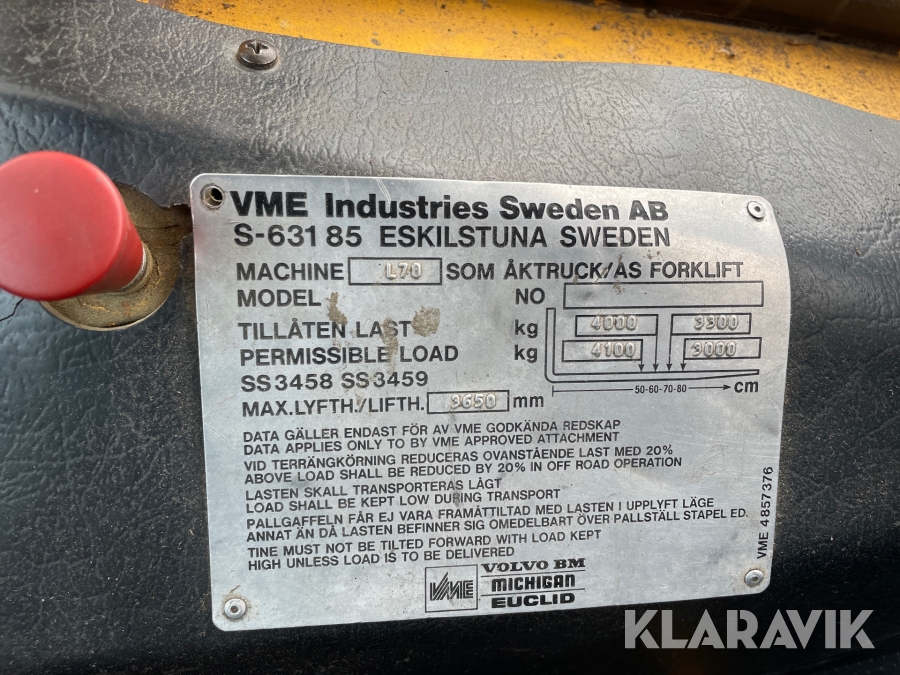 VME Industries Sweden AB
S-631 85 ESKILSTUNA SWEDEN
MACHINE L70 SOM ÅKTRUCK/AS FORKLIFT
MODEL NO
TILLÅTEN LAST kg 4000 3300
PERMISSIBLE LOAD kg 4100 3000
SS3458 SS3459
50-60-70-80 cm
MAX.LYFTH./LIFTH. 3650 mm
DATA GÄLLER ENDAST FÖR AV VME GODKÄNDA REDSKAP
DATA APPLIES ONLY TO BY VME APPROVED ATTACHMENT
VID TERRÄNGKÖRNING REDUCERAS OVANSTÅENDE LAST MED 20%
ABOVE LOAD SHALL BE REDUCED BY 20% IN OFF ROAD OPERATION
LASTEN SKALL TRANSPORTERAS LÅGT
LOAD SHALL BE KEPT LOW DURING TRANSPORT
PALLGAFFELN FÅR EJ VARA FRAMÅTTILTAD MED LASTEN I UPPLYFT LÄGE
ANNAT ÄN DÅ LASTEN BEFINNER SIG OMEDELBART ÖVER PALLSTÄLL STAPEL ED.
TINE MUST NOT BE TILTED FORWARD WITH LOAD KEPT
HIGH UNLESS LOAD IS TO BE DELIVERED
VME 4857376
VME
VOLVO BM
MICHIGAN
EUCLID
KLARAVIK